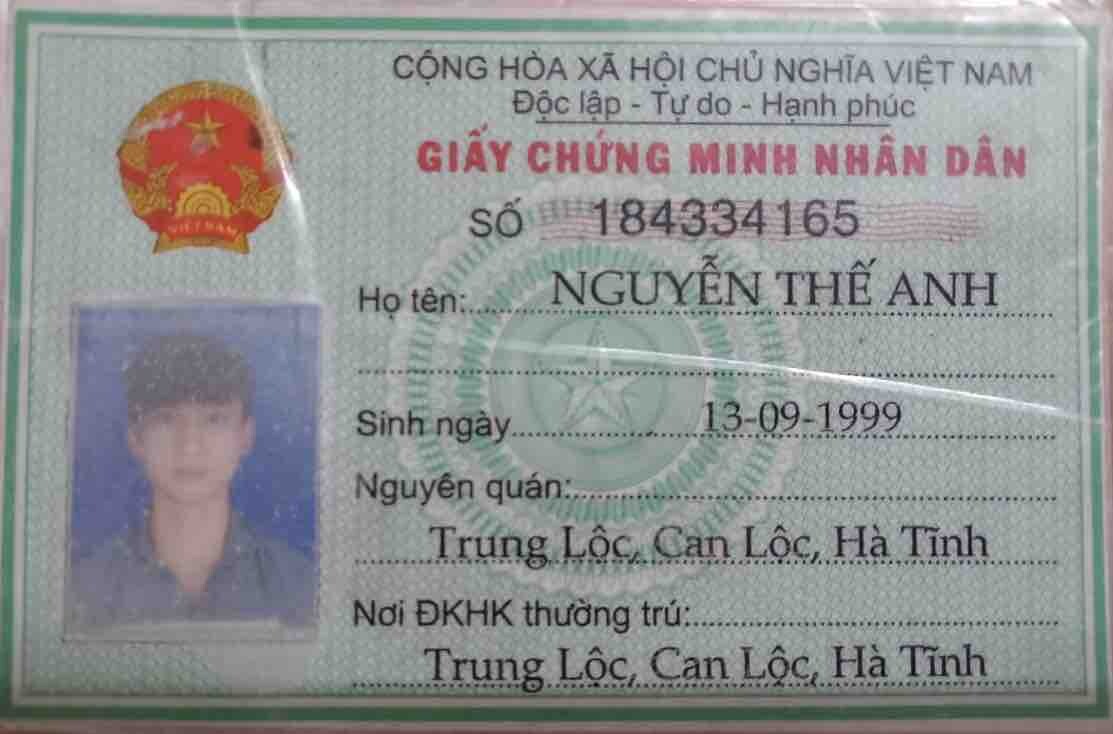 CỘNG HÒA XÃ HỘI CHỦ NGHĨA VIỆT NAM
Độc lập - Tự do - Hạnh phúc
GIẤY CHỨNG MINH NHÂN DÂN
SỐ 184334165
Họ tên: NGUYỄN THẾ ANH
Sinh ngày 13-09-1999
Nguyên quán:
Trung Lộc, Can Lộc, Hà Tĩnh
Nơi ĐKHK thường trú:
Trung Lộc, Can Lộc, Hà Tĩnh
VIỆT NAM